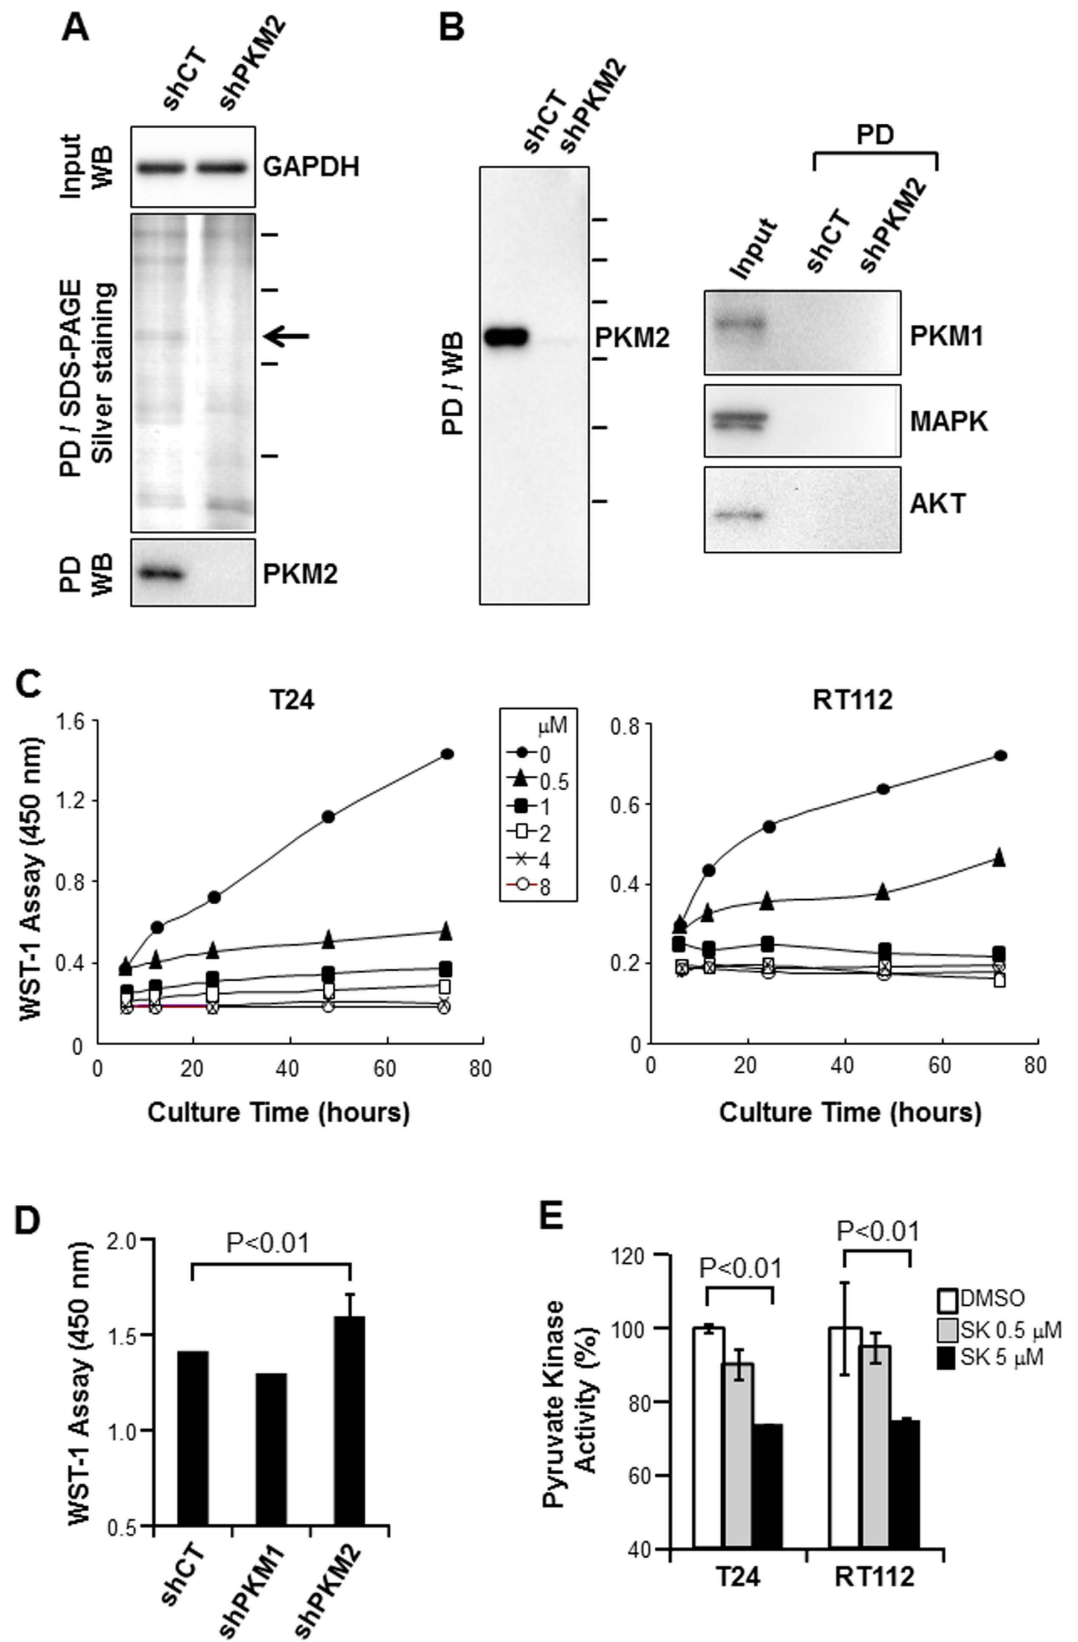 A
shCT
shPKM2
Input
WB
GAPDH
PD / SDS-PAGE
Silver staining
PD
WB
PKM2
B
shCT
shPKM2
PD / WB
PKM2
PD
Input
shCT
shPKM2
PKM1
MAPK
AKT
C
T24
WST-1 Assay (450 nm)
1.6
1.2
0.8
0.4
0
0 20 40 60 80
Culture Time (hours)
μM
0
0.5
1
2
4
8
RT112
0.8
0.6
0.4
0.2
0
0 20 40 60 80
Culture Time (hours)
D
WST-1 Assay (450 nm)
2.0
1.5
1.0
0.5
P<0.01
shCT
shPKM1
shPKM2
E
Pyruvate Kinase
Activity (%)
120
100
80
60
40
P<0.01
P<0.01
T24
RT112
DMSO
SK 0.5 μM
SK 5 μM